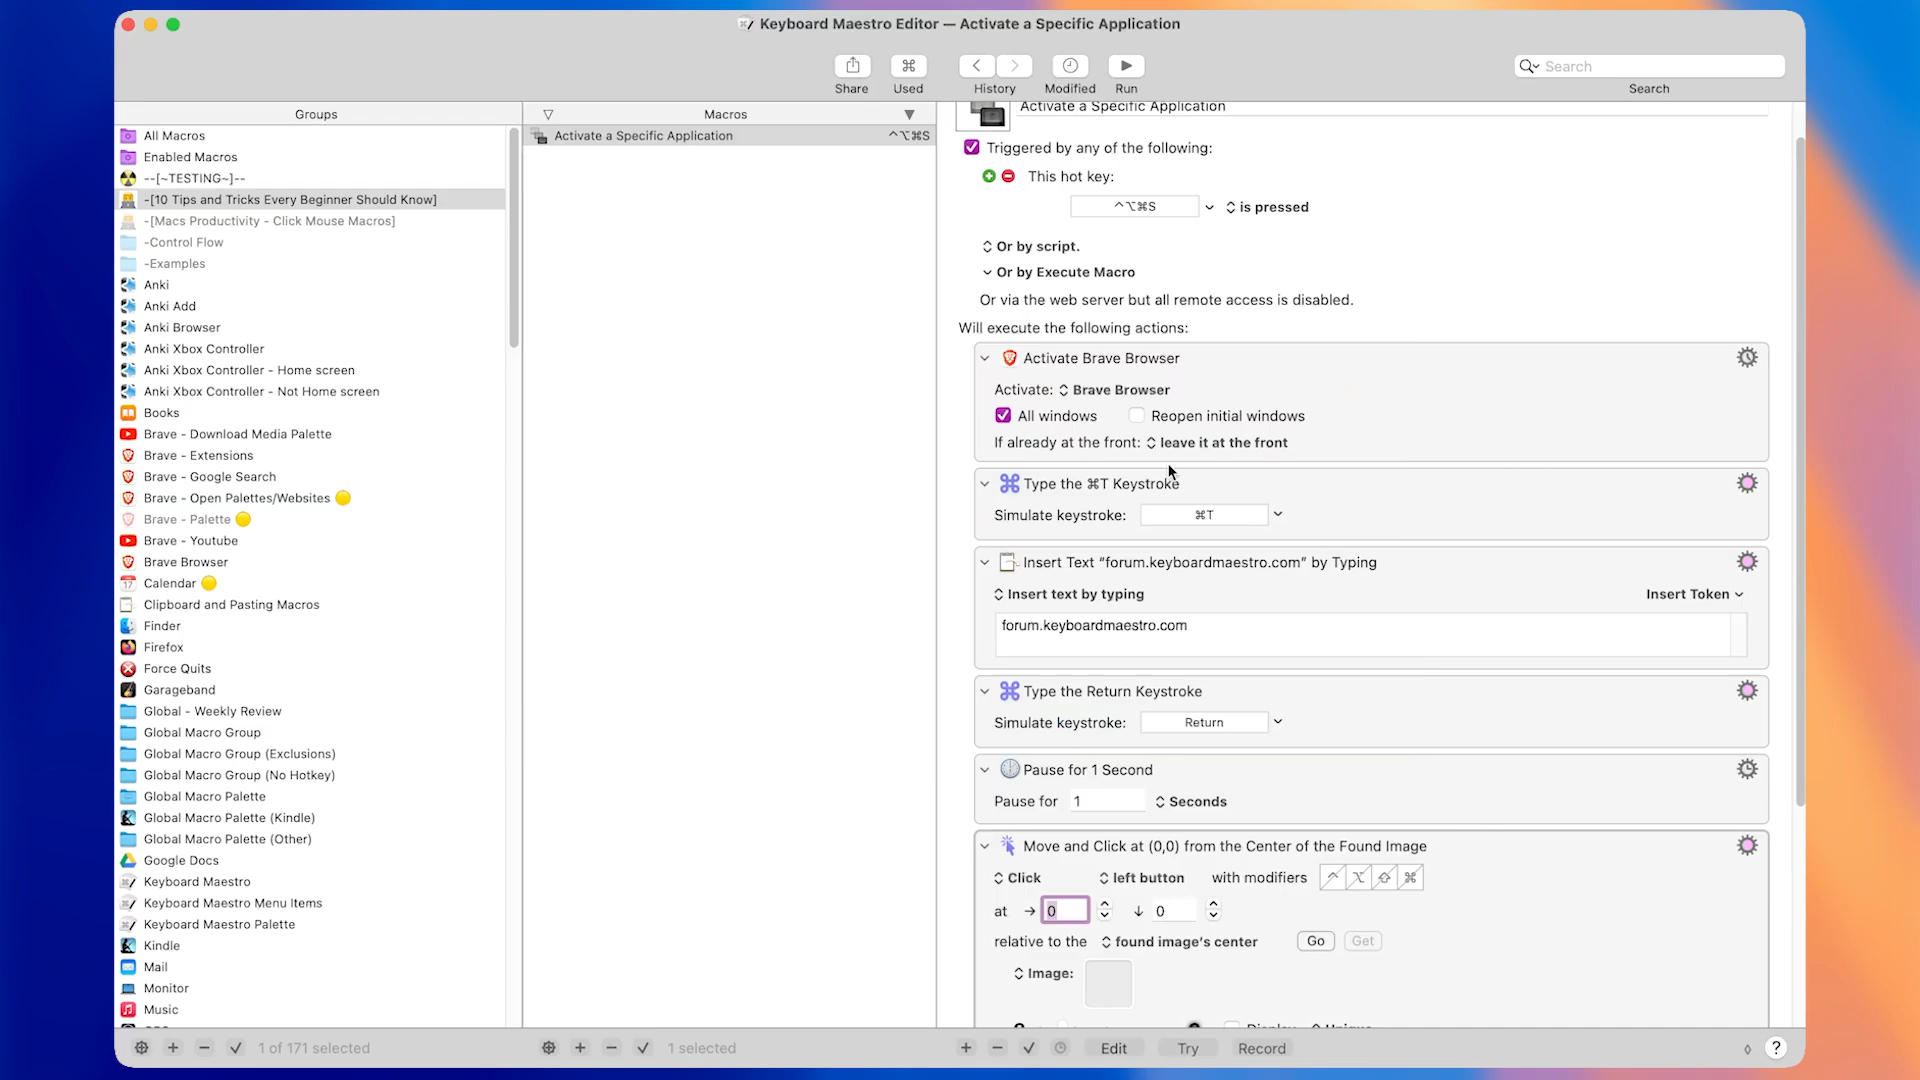 Keyboard Maestro Editor — Activate a Specific Application
Share
Used
History
Modified
Run
Search
Search
Groups
All Macros
Enabled Macros
--[~TESTING~]--
-[10 Tips and Tricks Every Beginner Should Know]
-[Macs Productivity - Click Mouse Macros]
-Control Flow
-Examples
Anki
Anki Add
Anki Browser
Anki Xbox Controller
Anki Xbox Controller - Home screen
Anki Xbox Controller - Not Home screen
Books
Brave - Download Media Palette
Brave - Extensions
Brave - Google Search
Brave - Open Palettes/Websites
Brave - Palette
Brave - Youtube
Brave Browser
Calendar
Clipboard and Pasting Macros
Finder
Firefox
Force Quits
Garageband
Global - Weekly Review
Global Macro Group
Global Macro Group (Exclusions)
Global Macro Group (No Hotkey)
Global Macro Palette
Global Macro Palette (Kindle)
Global Macro Palette (Other)
Google Docs
Keyboard Maestro
Keyboard Maestro Menu Items
Keyboard Maestro Palette
Kindle
Mail
Monitor
Music
1 of 171 selected
Macros
Activate a Specific Application ⌃⌥⌘S
1 selected
Activate a Specific Application
Triggered by any of the following:
This hot key:
⌃⌥⌘S is pressed
Or by script.
Or by Execute Macro
Or via the web server but all remote access is disabled.
Will execute the following actions:
Activate Brave Browser
Activate: Brave Browser
All windows Reopen initial windows
If already at the front: leave it at the front
Type the ⌘T Keystroke
Simulate keystroke: ⌘T
Insert Text “forum.keyboardmaestro.com” by Typing
Insert text by typing Insert Token
forum.keyboardmaestro.com
Type the Return Keystroke
Simulate keystroke: Return
Pause for 1 Second
Pause for 1 Seconds
Move and Click at (0,0) from the Center of the Found Image
Click left button with modifiers ⌃ ⌥ ⇧ ⌘
at → 0 ↓ 0
relative to the found image's center Go Get
Image:
Edit Try Record ?